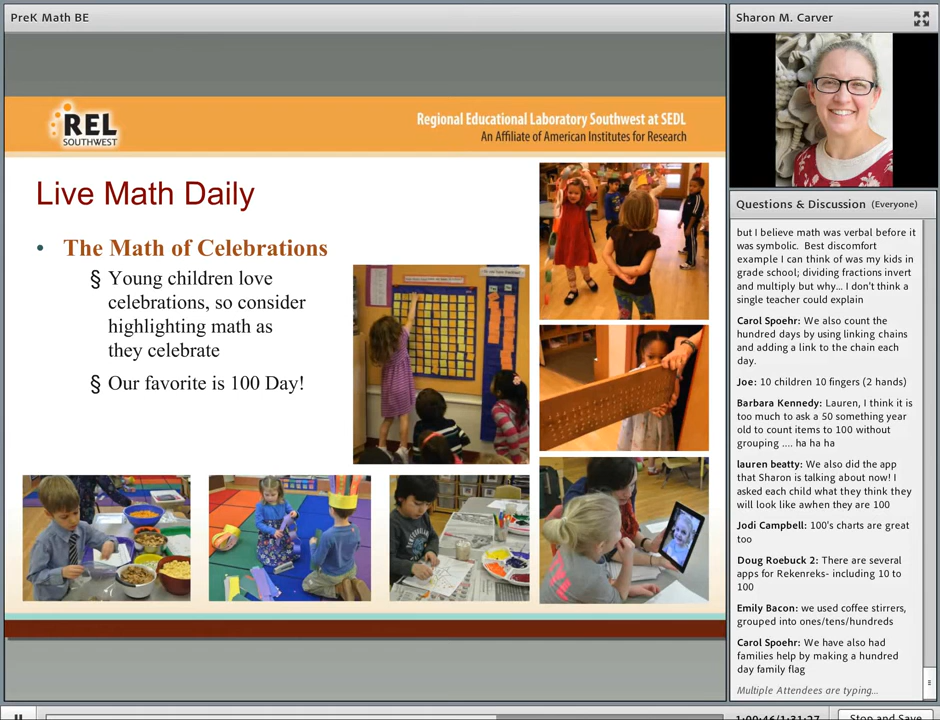 PreK Math BE
Sharon M. Carver
REL
SOUTHWEST
Regional Educational Laboratory Southwest at SEDL
An Affiliate of American Institutes for Research
Live Math Daily
• The Math of Celebrations
§ Young children love
celebrations, so consider
highlighting math as
they celebrate
§ Our favorite is 100 Day!
Questions & Discussion (Everyone)
but I believe math was verbal before it
was symbolic.  Best discomfort
example I can think of was my kids in
grade school; dividing fractions invert
and multiply but why... I don't think a
single teacher could explain
Carol Spoehr: We also count the
hundred days by using linking chains
and adding a link to the chain each
day.
Joe: 10 children 10 fingers (2 hands)
Barbara Kennedy: Lauren, I think it is
too much to ask a 50 something year
old to count items to 100 without
grouping .... ha ha ha
lauren beatty: We also did the app
that Sharon is talking about now! I
asked each child what they think they
will look like awhen they are 100
Jodi Campbell: 100's charts are great
too
Doug Roebuck 2: There are several
apps for Rekenreks- including 10 to
100
Emily Bacon: we used coffee stirrers,
grouped into ones/tens/hundreds
Carol Spoehr: We have also had
families help by making a hundred
day family flag
Multiple Attendees are typing...
1:00:46/1:31:27
Stop and Save